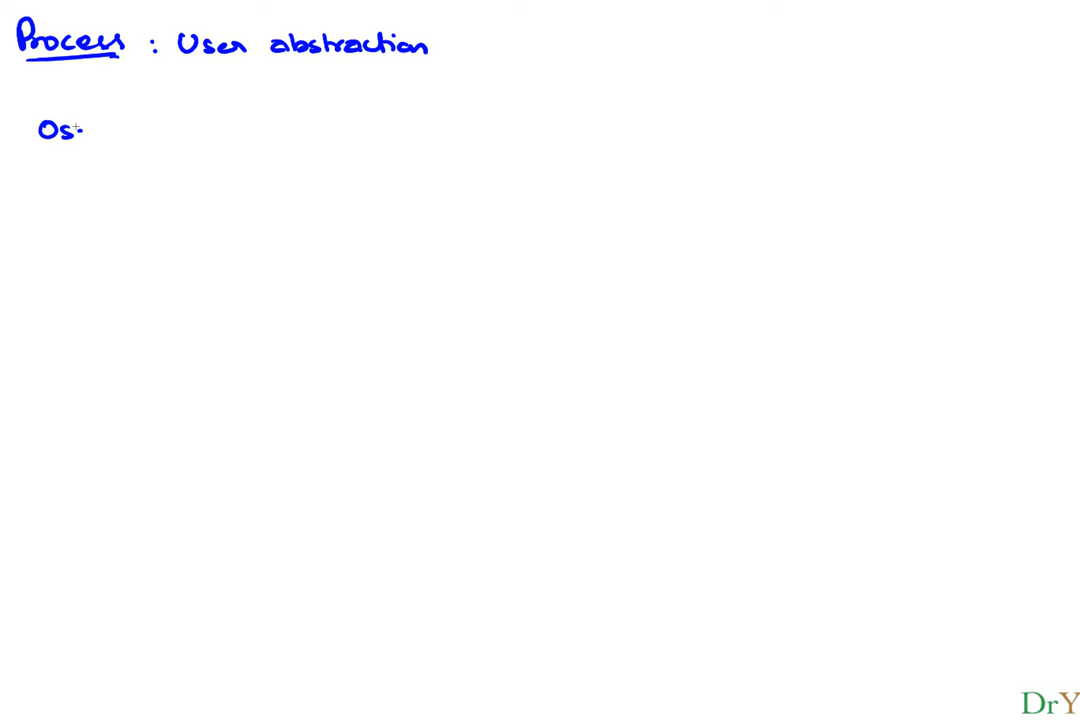 Process : User abstraction
Os.
DrY